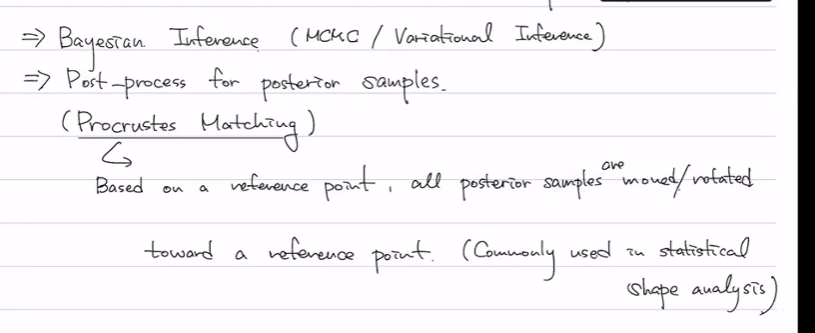 ⇒ Bayesian Inference (MCMC / Variational Inference)
⇒ Post-process for posterior samples.
(Procrustes Matching)
Based on a reference point, all posterior samples are moved/rotated
toward a reference point. (Commonly used in statistical
shape analysis)